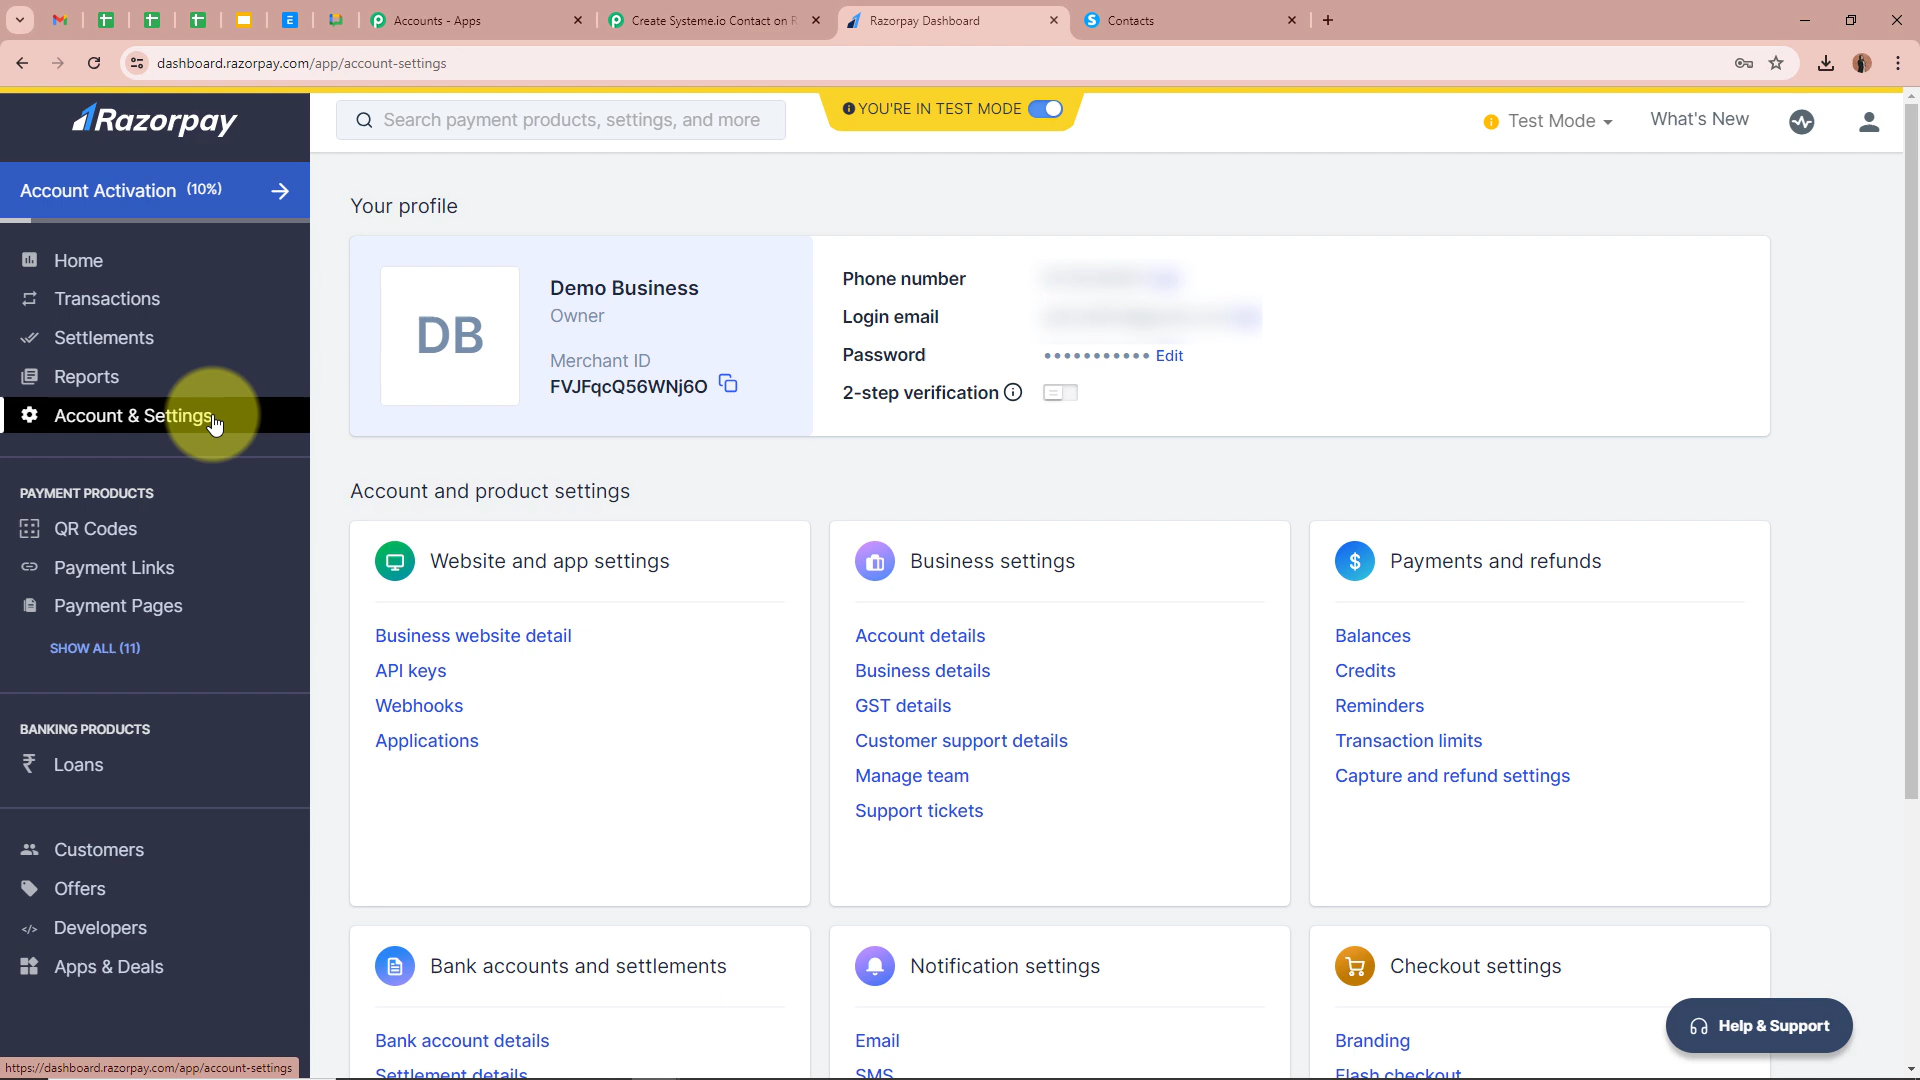 Accounts - Apps
Create Systeme.io Contact on R
Razorpay Dashboard
Contacts
dashboard.razorpay.com/app/account-settings
Razorpay
Search payment products, settings, and more
YOU'RE IN TEST MODE
Test Mode
What's New
Account Activation (10%)
Home
Transactions
Settlements
Reports
Account & Settings
PAYMENT PRODUCTS
QR Codes
Payment Links
Payment Pages
SHOW ALL (11)
BANKING PRODUCTS
Loans
Customers
Offers
Developers
Apps & Deals
https://dashboard.razorpay.com/app/account-settings
Your profile
DB
Demo Business
Owner
Merchant ID
FVJFqcQ56WNj6O
Phone number
Login email
Password
•••••••••••• Edit
2-step verification
Account and product settings
Website and app settings
Business website detail
API keys
Webhooks
Applications
Business settings
Account details
Business details
GST details
Customer support details
Manage team
Support tickets
Payments and refunds
Balances
Credits
Reminders
Transaction limits
Capture and refund settings
Bank accounts and settlements
Bank account details
Settlement details
Notification settings
Email
SMS
Checkout settings
Branding
Flash checkout
Help & Support